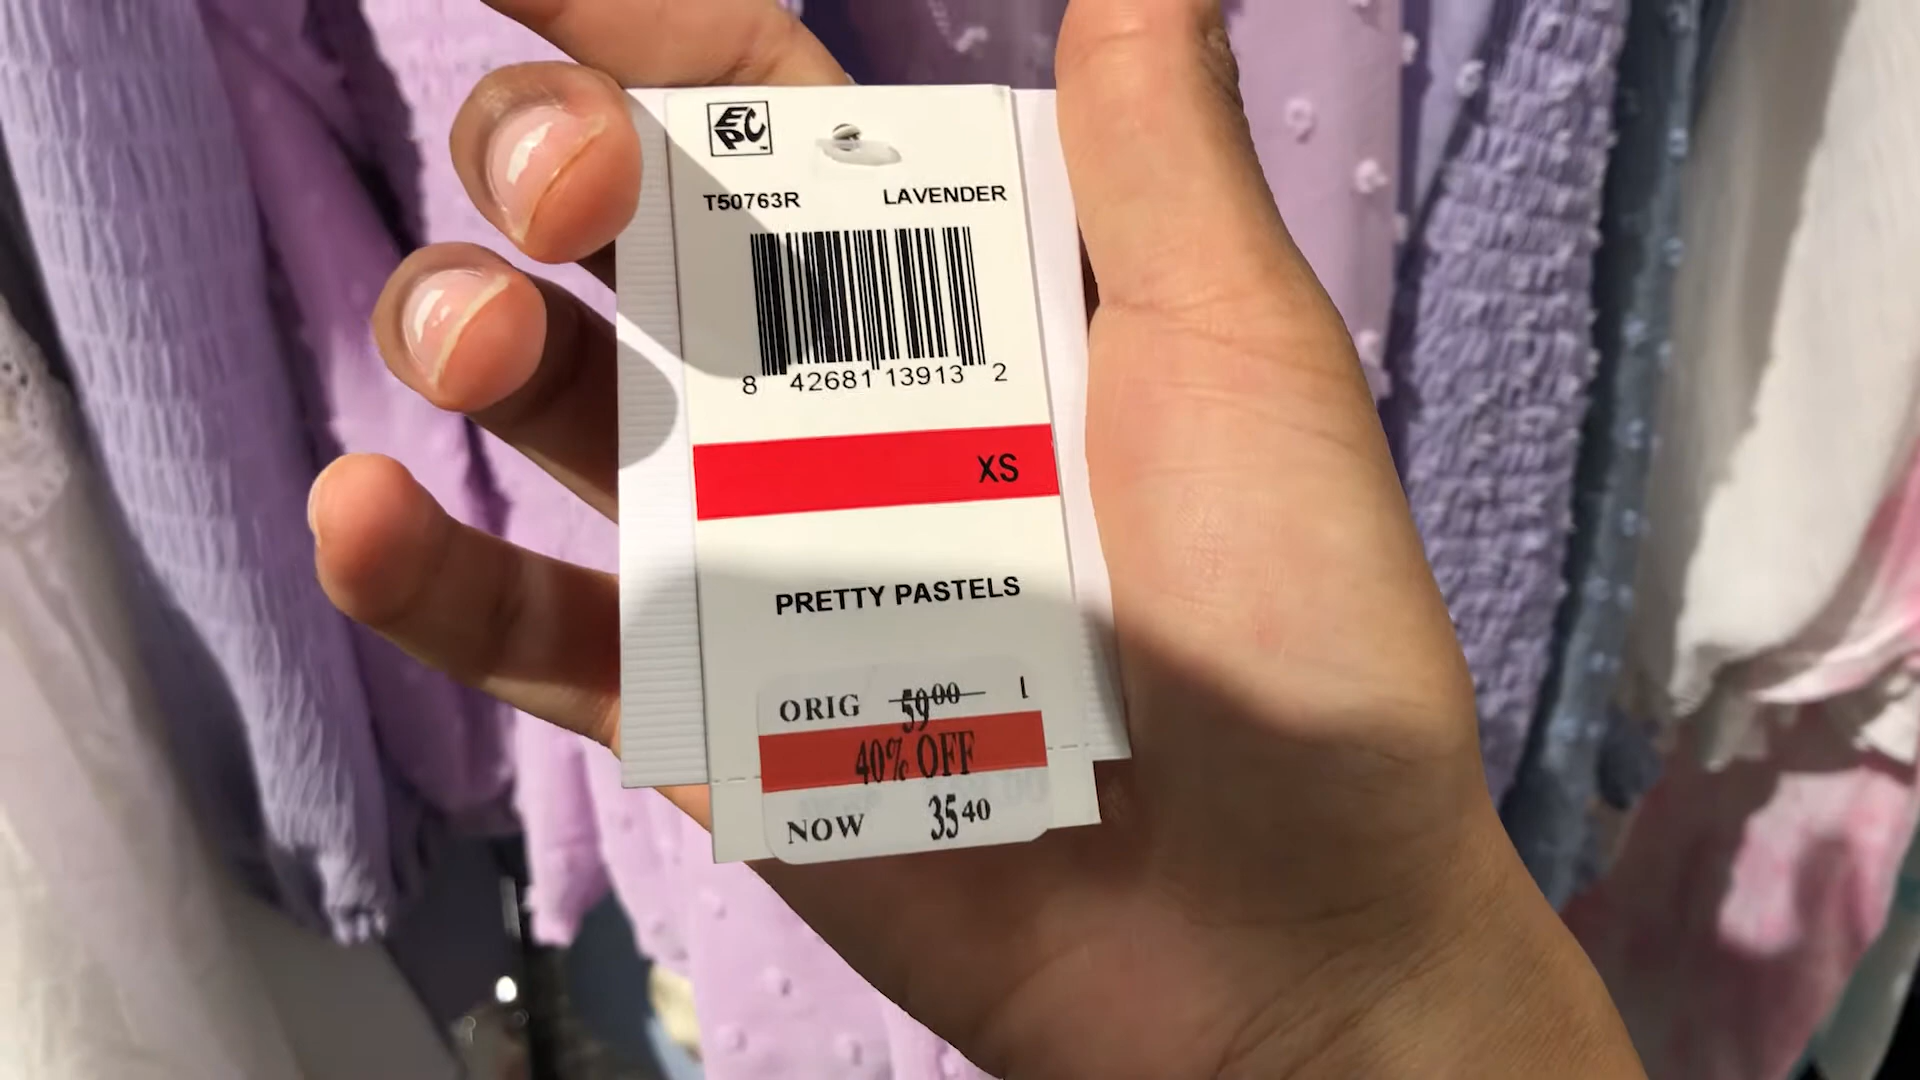 EPC
T50763R LAVENDER
8 42681 13913 2
XS
PRETTY PASTELS
ORIG 59.00 1
40% OFF
NOW 35.40